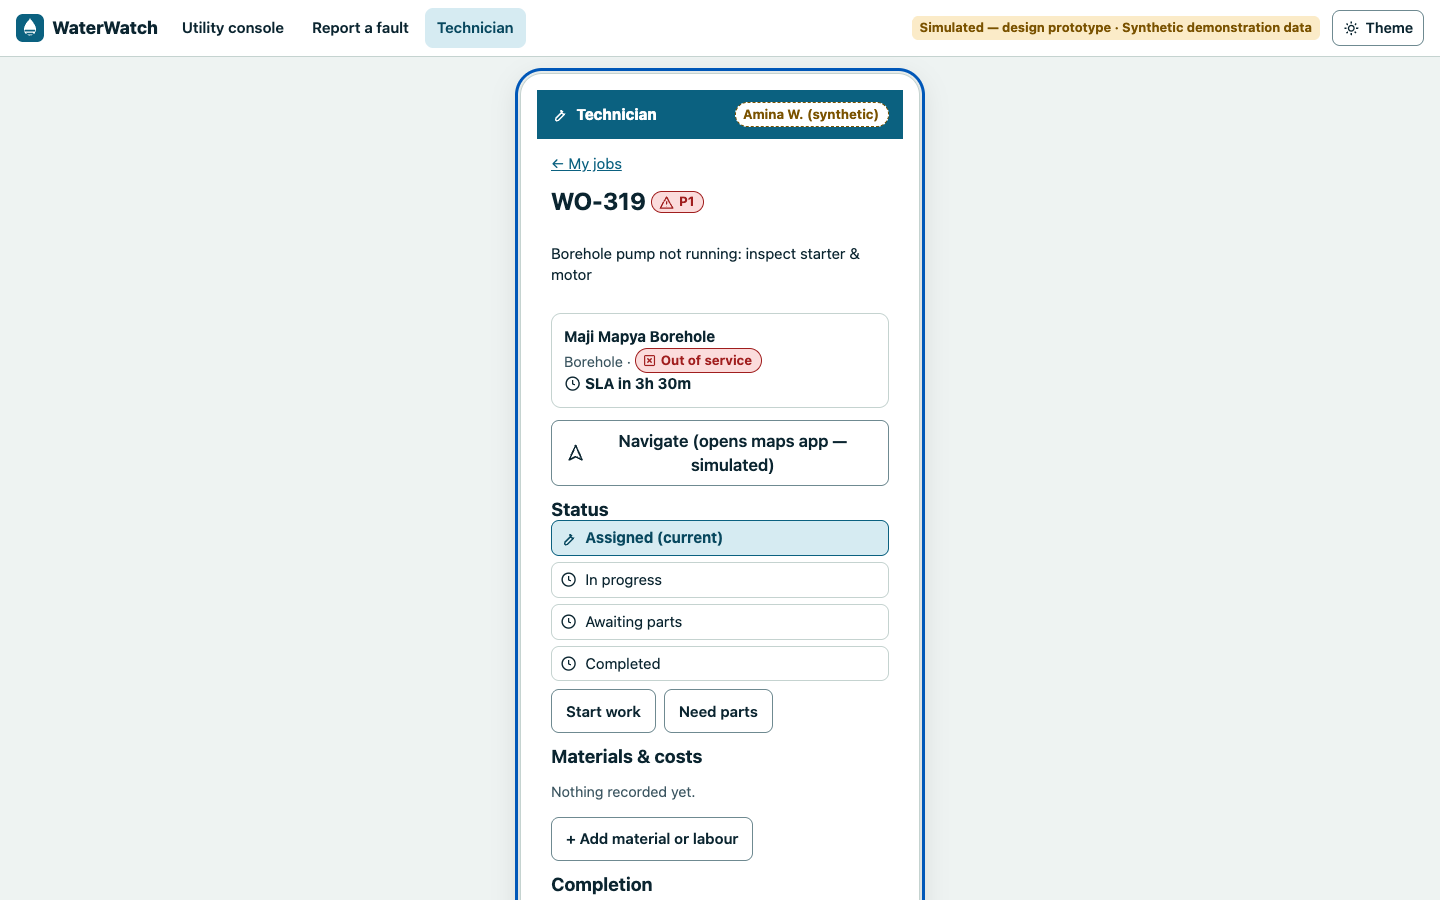 WaterWatch
Utility console
Report a fault
Technician
Simulated — design prototype · Synthetic demonstration data
Theme
Technician
Amina W. (synthetic)
← My jobs
WO-319
P1
Borehole pump not running: inspect starter &
motor
Maji Mapya Borehole
Borehole · Out of service
SLA in 3h 30m
Navigate (opens maps app —
simulated)
Status
Assigned (current)
In progress
Awaiting parts
Completed
Start work
Need parts
Materials & costs
Nothing recorded yet.
+ Add material or labour
Completion